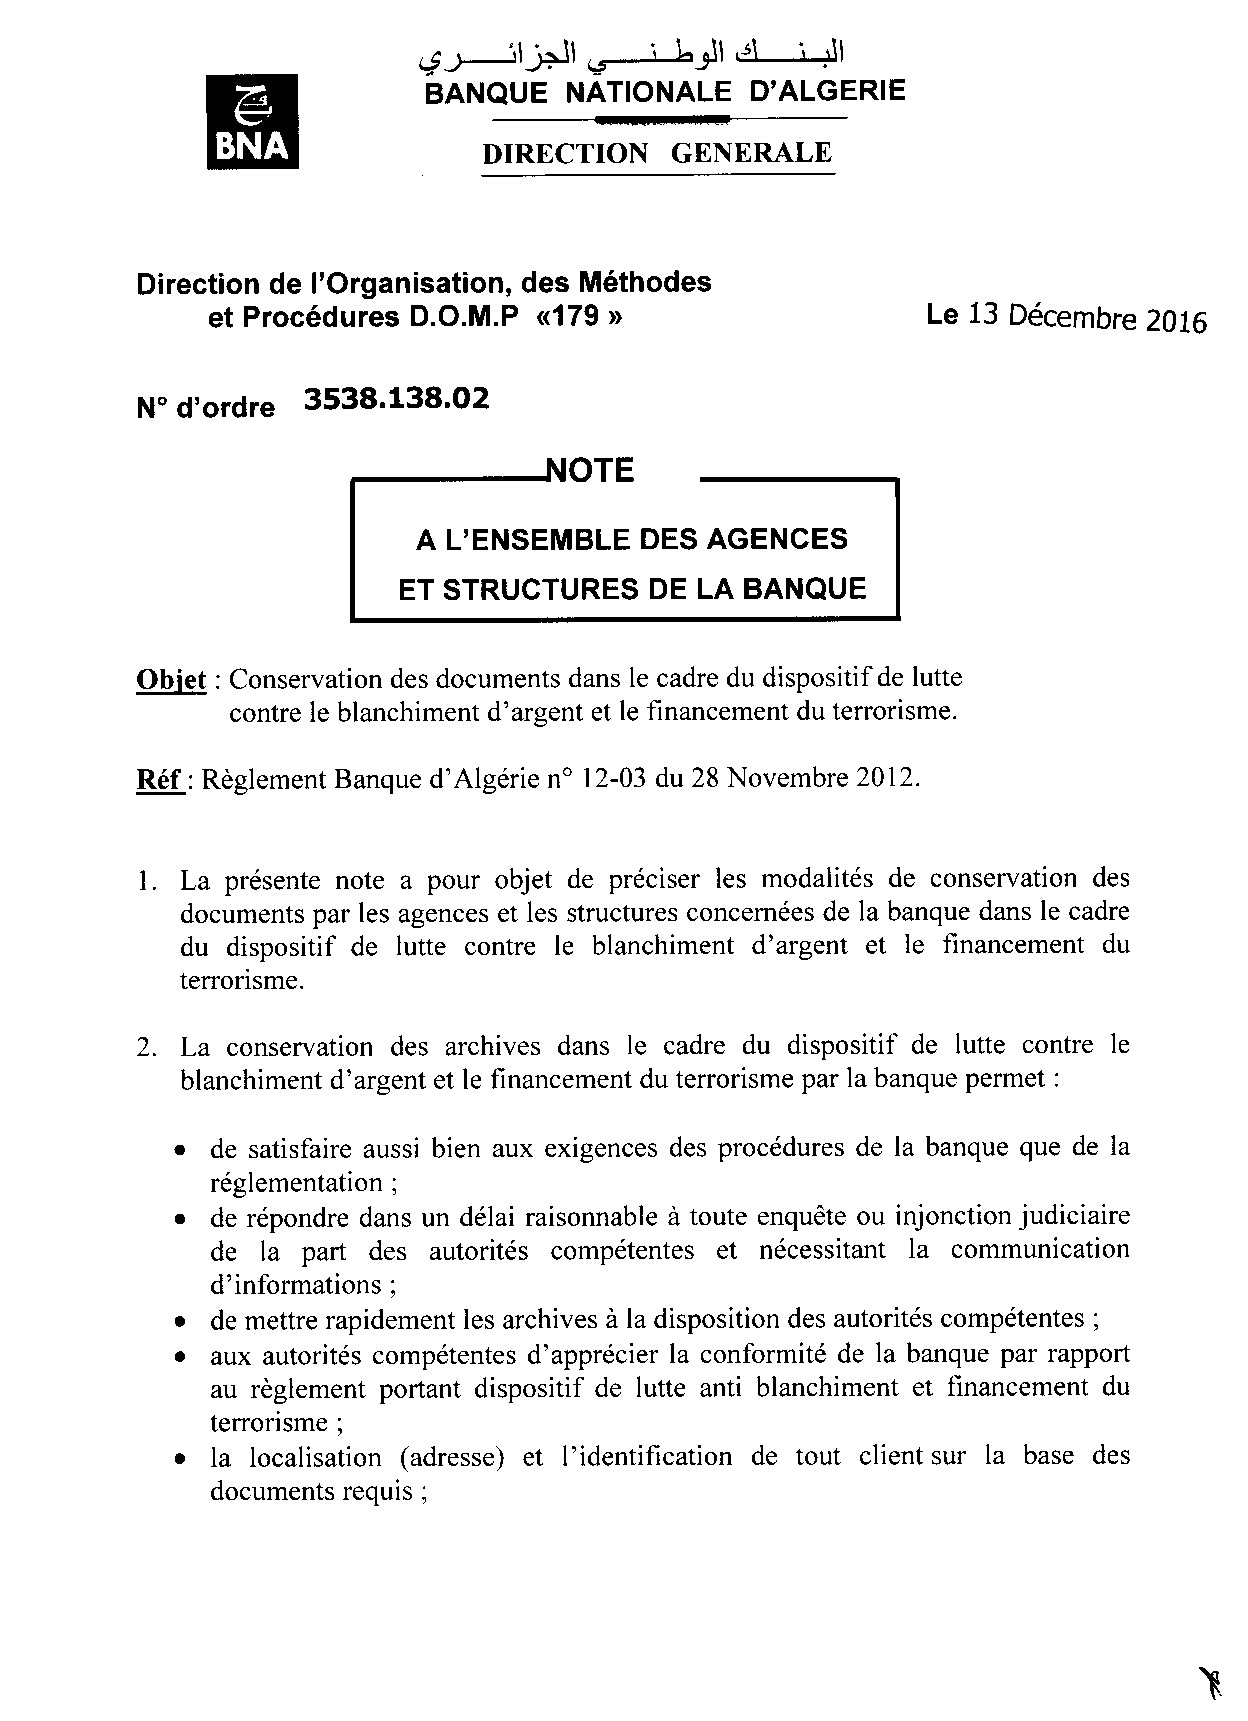 البنك الوطني الجزائري
BANQUE NATIONALE D'ALGERIE
BNA
DIRECTION GENERALE
Direction de l'Organisation, des Méthodes
et Procédures D.O.M.P «179 »
Le 13 Décembre 2016
N° d'ordre 3538.138.02
NOTE
A L'ENSEMBLE DES AGENCES
ET STRUCTURES DE LA BANQUE
Objet : Conservation des documents dans le cadre du dispositif de lutte
contre le blanchiment d'argent et le financement du terrorisme.
Réf : Règlement Banque d'Algérie n° 12-03 du 28 Novembre 2012.
1. La présente note a pour objet de préciser les modalités de conservation des
documents par les agences et les structures concernées de la banque dans le cadre
du dispositif de lutte contre le blanchiment d'argent et le financement du
terrorisme.
2. La conservation des archives dans le cadre du dispositif de lutte contre le
blanchiment d'argent et le financement du terrorisme par la banque permet :
• de satisfaire aussi bien aux exigences des procédures de la banque que de la
réglementation ;
• de répondre dans un délai raisonnable à toute enquête ou injonction judiciaire
de la part des autorités compétentes et nécessitant la communication
d'informations ;
• de mettre rapidement les archives à la disposition des autorités compétentes ;
• aux autorités compétentes d'apprécier la conformité de la banque par rapport
au règlement portant dispositif de lutte anti blanchiment et financement du
terrorisme ;
• la localisation (adresse) et l'identification de tout client sur la base des
documents requis ;